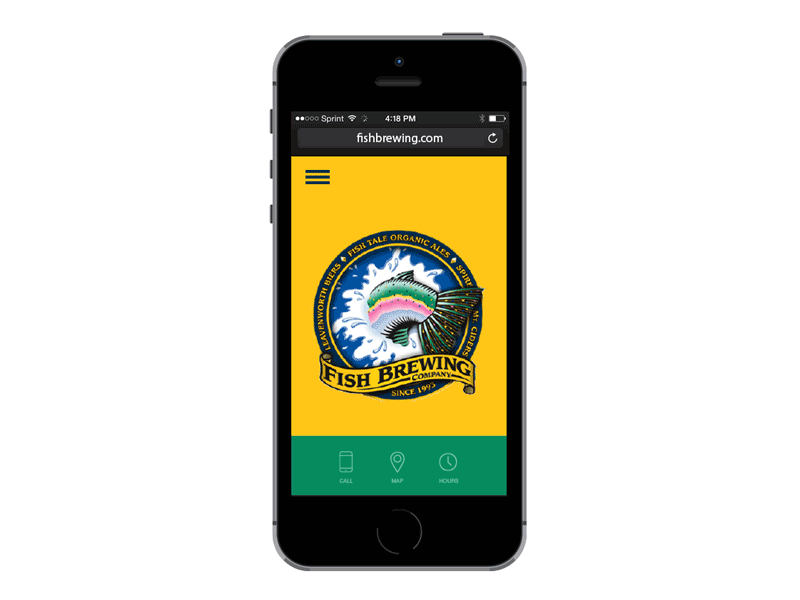 Sprint 4:18 PM
fishbrewing.com
LEAVENWORTH BIERS FISH TALE ORGANIC ALES SPIRE MT. CIDERS
FISH BREWING
COMPANY
SINCE 1993
CALL MAP HOURS